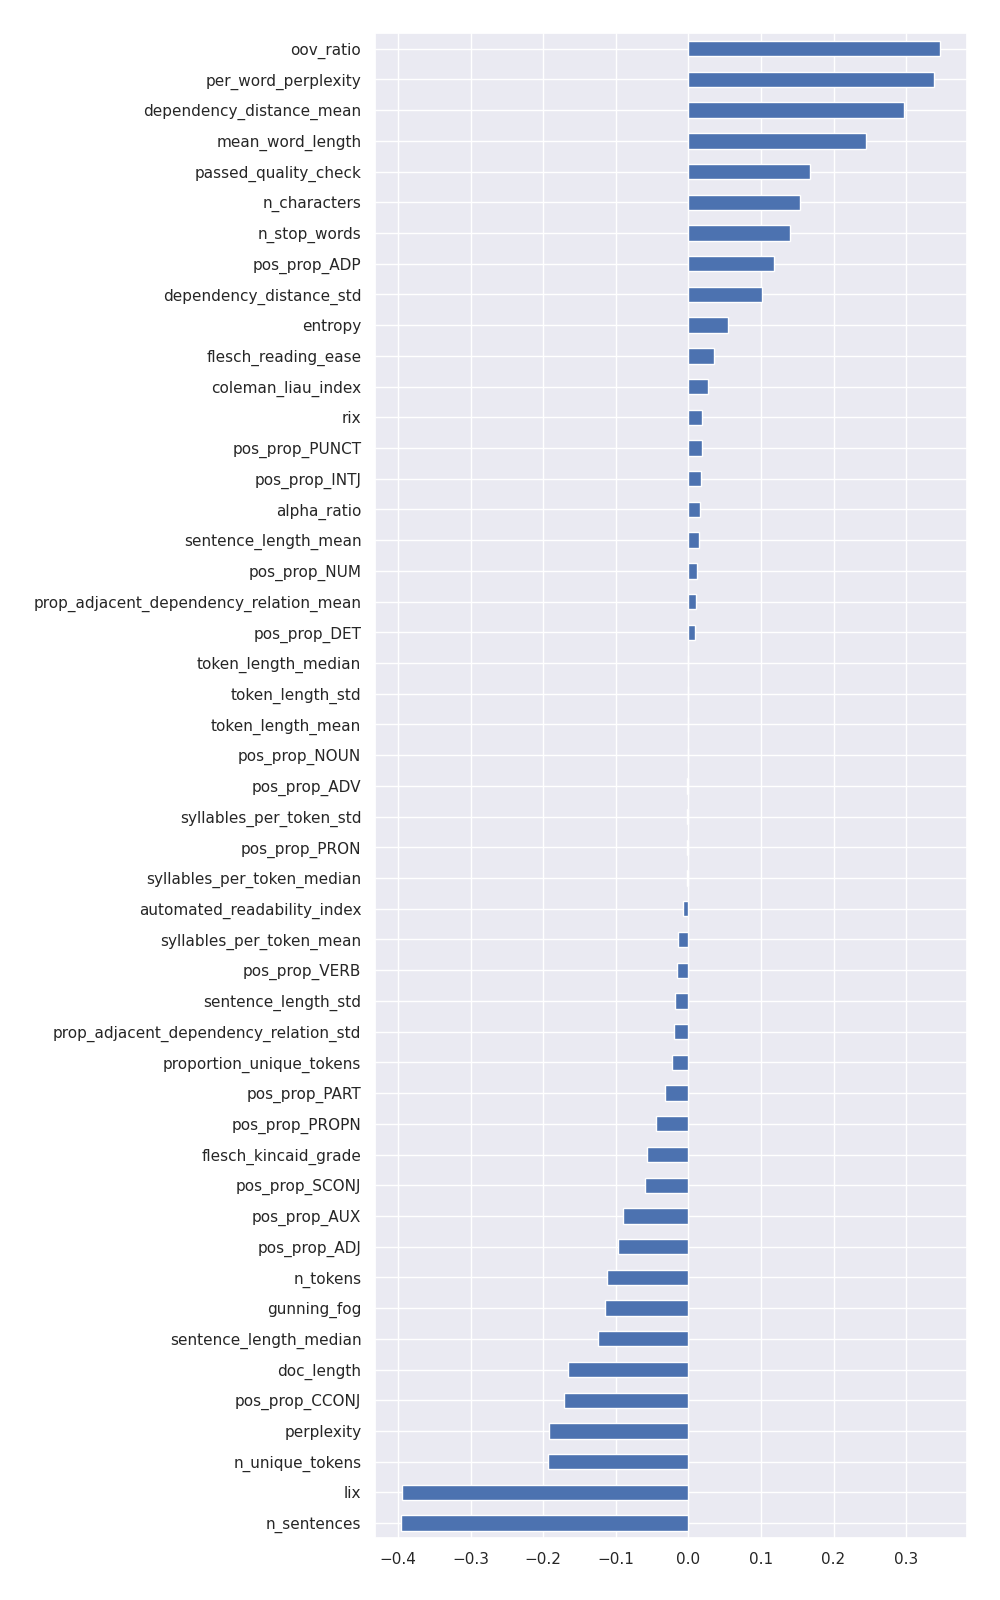 oov_ratio
per_word_perplexity
dependency_distance_mean
mean_word_length
passed_quality_check
n_characters
n_stop_words
pos_prop_ADP
dependency_distance_std
entropy
flesch_reading_ease
coleman_liau_index
rix
pos_prop_PUNCT
pos_prop_INTJ
alpha_ratio
sentence_length_mean
pos_prop_NUM
prop_adjacent_dependency_relation_mean
pos_prop_DET
token_length_median
token_length_std
token_length_mean
pos_prop_NOUN
pos_prop_ADV
syllables_per_token_std
pos_prop_PRON
syllables_per_token_median
automated_readability_index
syllables_per_token_mean
pos_prop_VERB
sentence_length_std
prop_adjacent_dependency_relation_std
proportion_unique_tokens
pos_prop_PART
pos_prop_PROPN
flesch_kincaid_grade
pos_prop_SCONJ
pos_prop_AUX
pos_prop_ADJ
n_tokens
gunning_fog
sentence_length_median
doc_length
pos_prop_CCONJ
perplexity
n_unique_tokens
lix
n_sentences
−0.4 −0.3 −0.2 −0.1 0.0 0.1 0.2 0.3